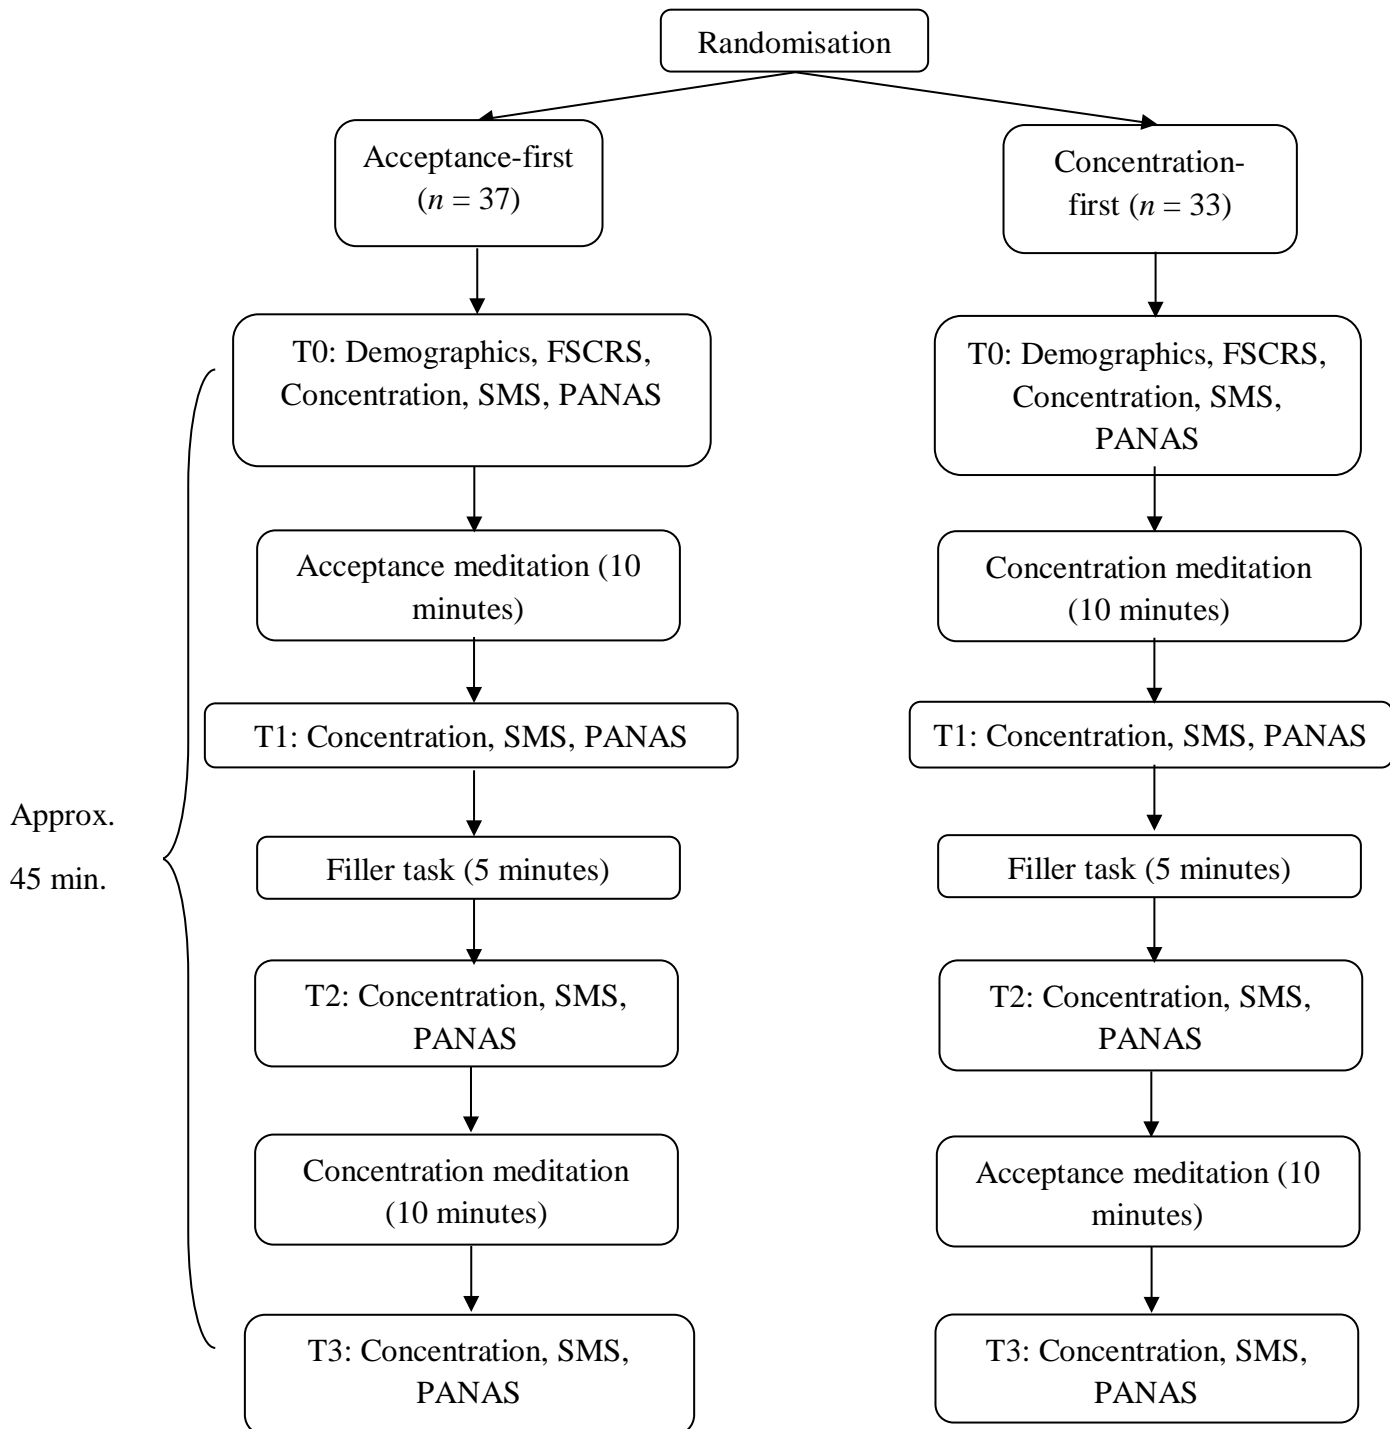 Randomisation
Acceptance-first
(n = 37)
Concentration-
first (n = 33)
T0: Demographics, FSCRS,
Concentration, SMS, PANAS
T0: Demographics, FSCRS,
Concentration, SMS,
PANAS
Acceptance meditation (10
minutes)
Concentration meditation
(10 minutes)
T1: Concentration, SMS, PANAS
T1: Concentration, SMS, PANAS
Approx.
45 min.
Filler task (5 minutes)
Filler task (5 minutes)
T2: Concentration, SMS,
PANAS
T2: Concentration, SMS,
PANAS
Concentration meditation
(10 minutes)
Acceptance meditation (10
minutes)
T3: Concentration, SMS,
PANAS
T3: Concentration, SMS,
PANAS